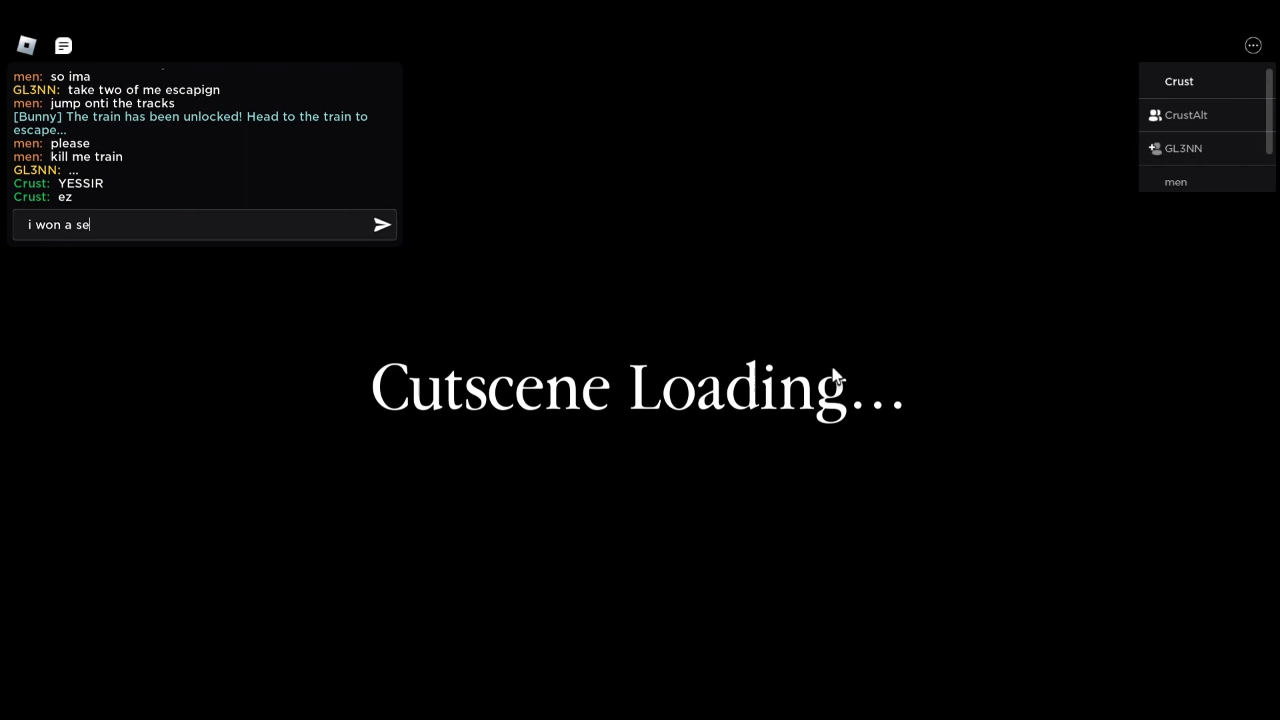 men: so ima
GL3NN: take two of me escapign
men: jump onti the tracks
[Bunny] The train has been unlocked! Head to the train to
escape...
men: please
men: kill me train
GL3NN: ...
Crust: YESSIR
Crust: ez
i won a se
Crust
CrustAlt
GL3NN
men
Cutscene Loading...